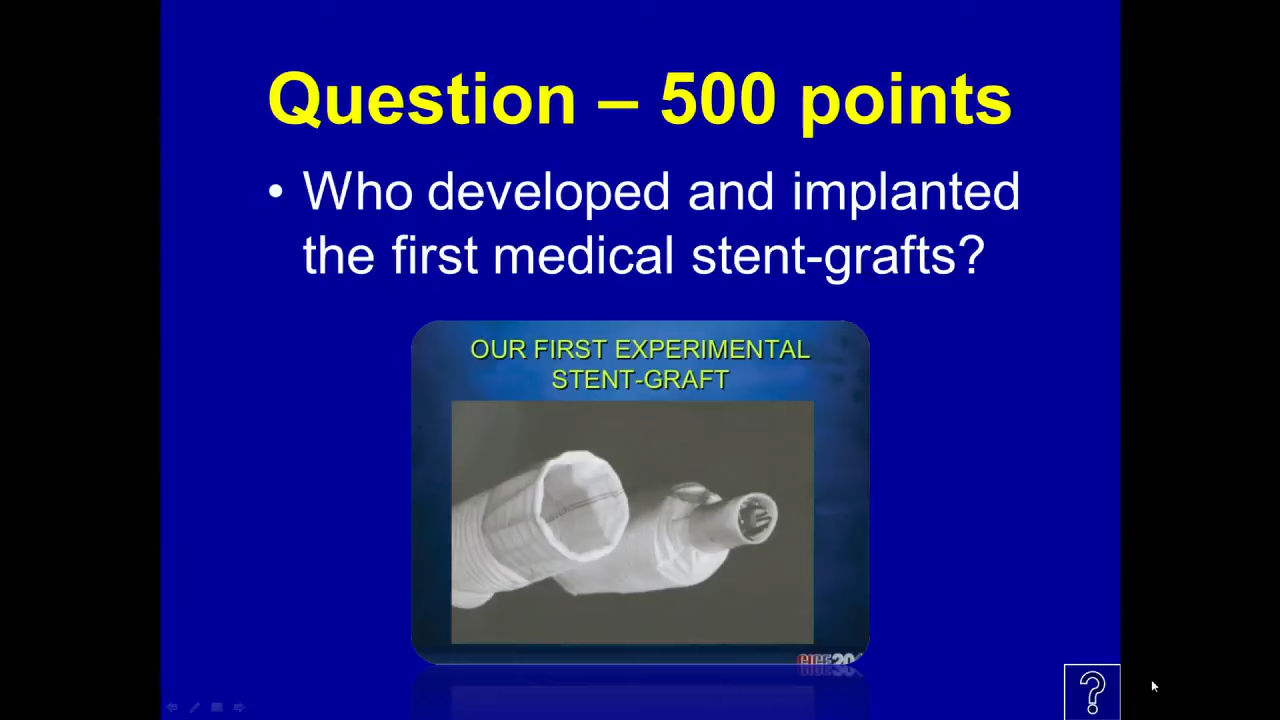 Question – 500 points
• Who developed and implanted
the first medical stent-grafts?
OUR FIRST EXPERIMENTAL
STENT-GRAFT
?